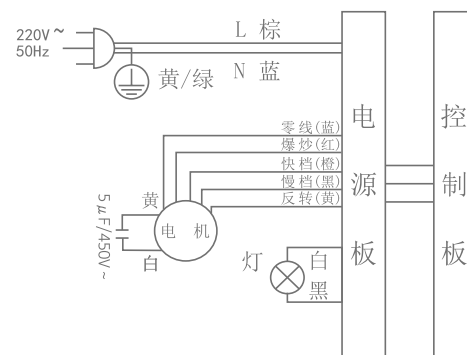 220V~
50Hz
L 棕
N 蓝
黄/绿
零线(蓝)
爆炒(红)
快档(橙)
慢档(黑)
反转(黄)
黄
白
5μF/450V~
电 机
灯
白
黑
电源板
控制板